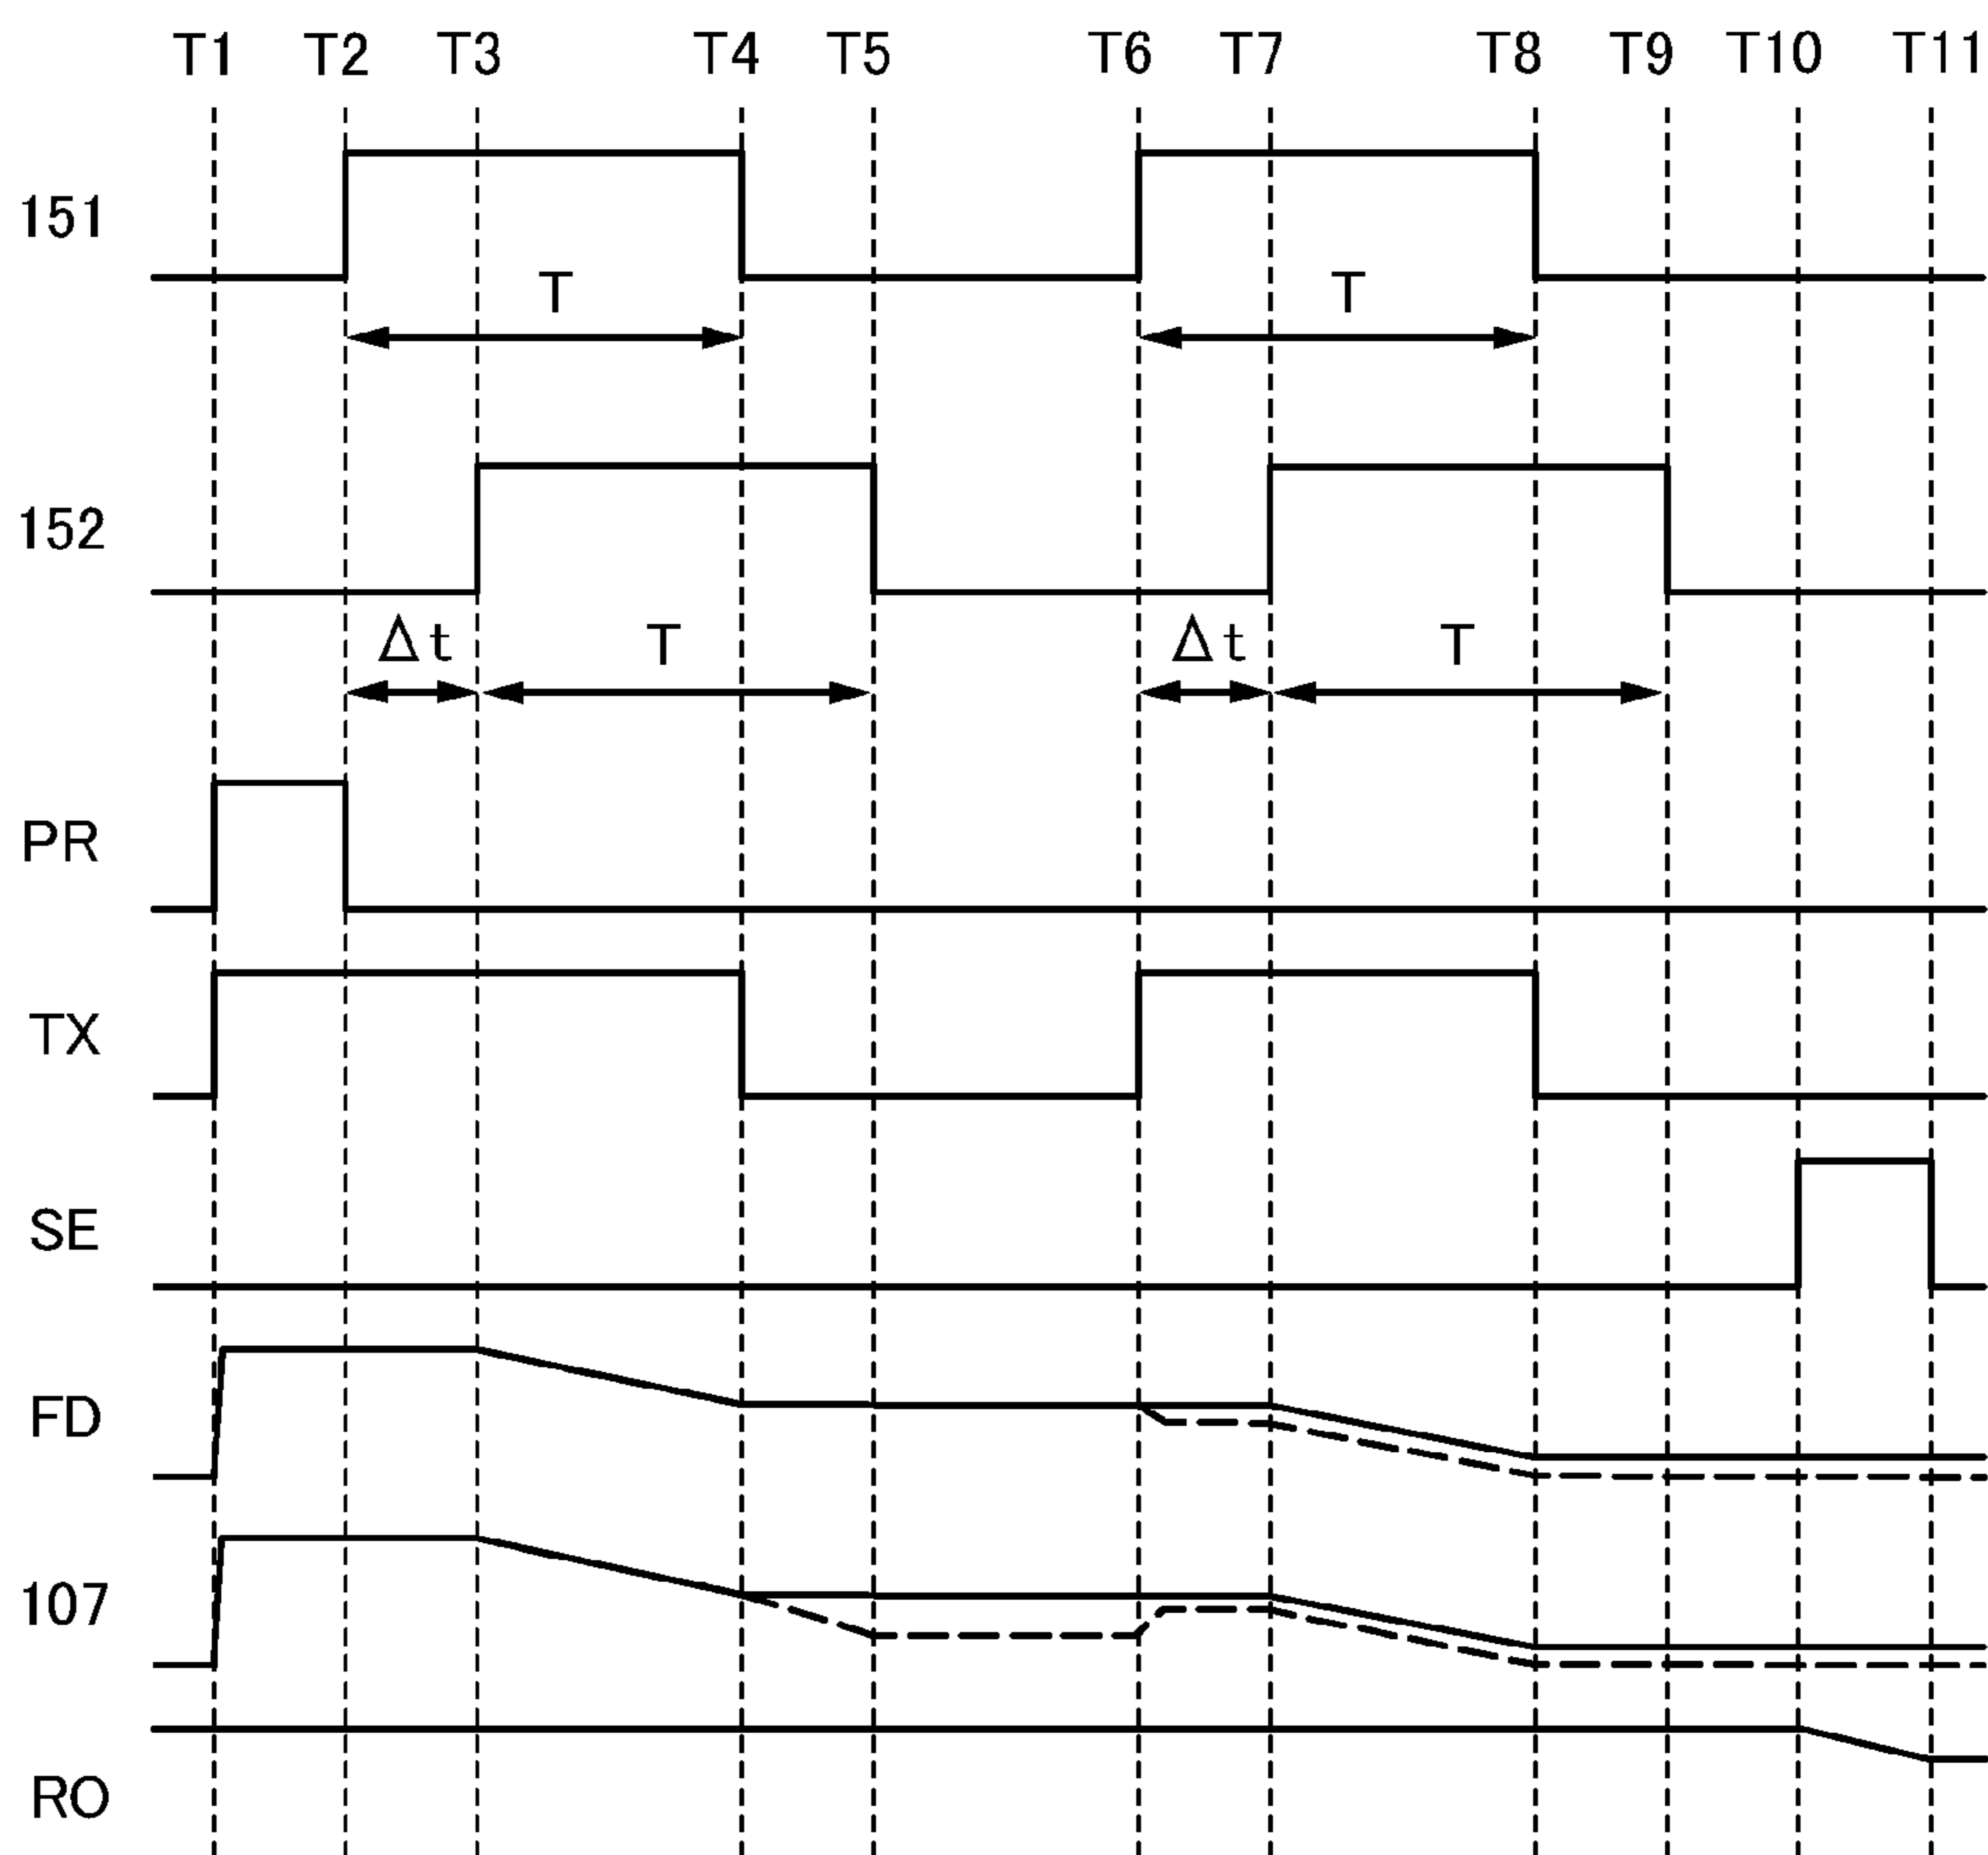 T1 T2 T3 T4 T5 T6 T7 T8 T9 T10 T11
151
T T
152
Δt T Δt T
PR
TX
SE
FD
107
RO